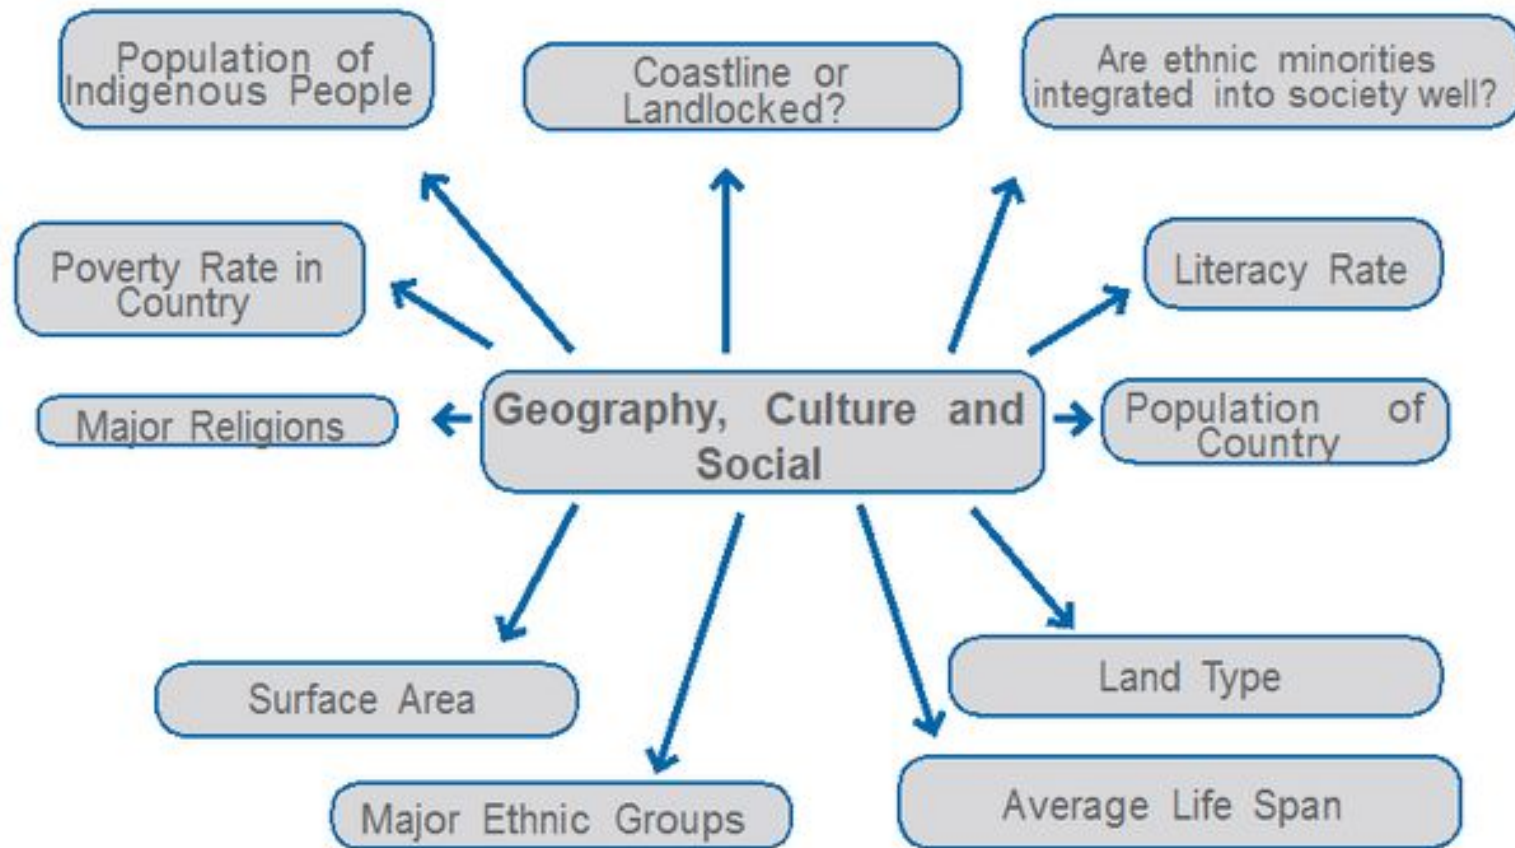 Population of
Indigenous People
Coastline or
Landlocked?
Are ethnic minorities
integrated into society well?
Poverty Rate in
Country
Literacy Rate
Major Religions
Geography, Culture and
Social
Population of
Country
Surface Area
Land Type
Major Ethnic Groups
Average Life Span